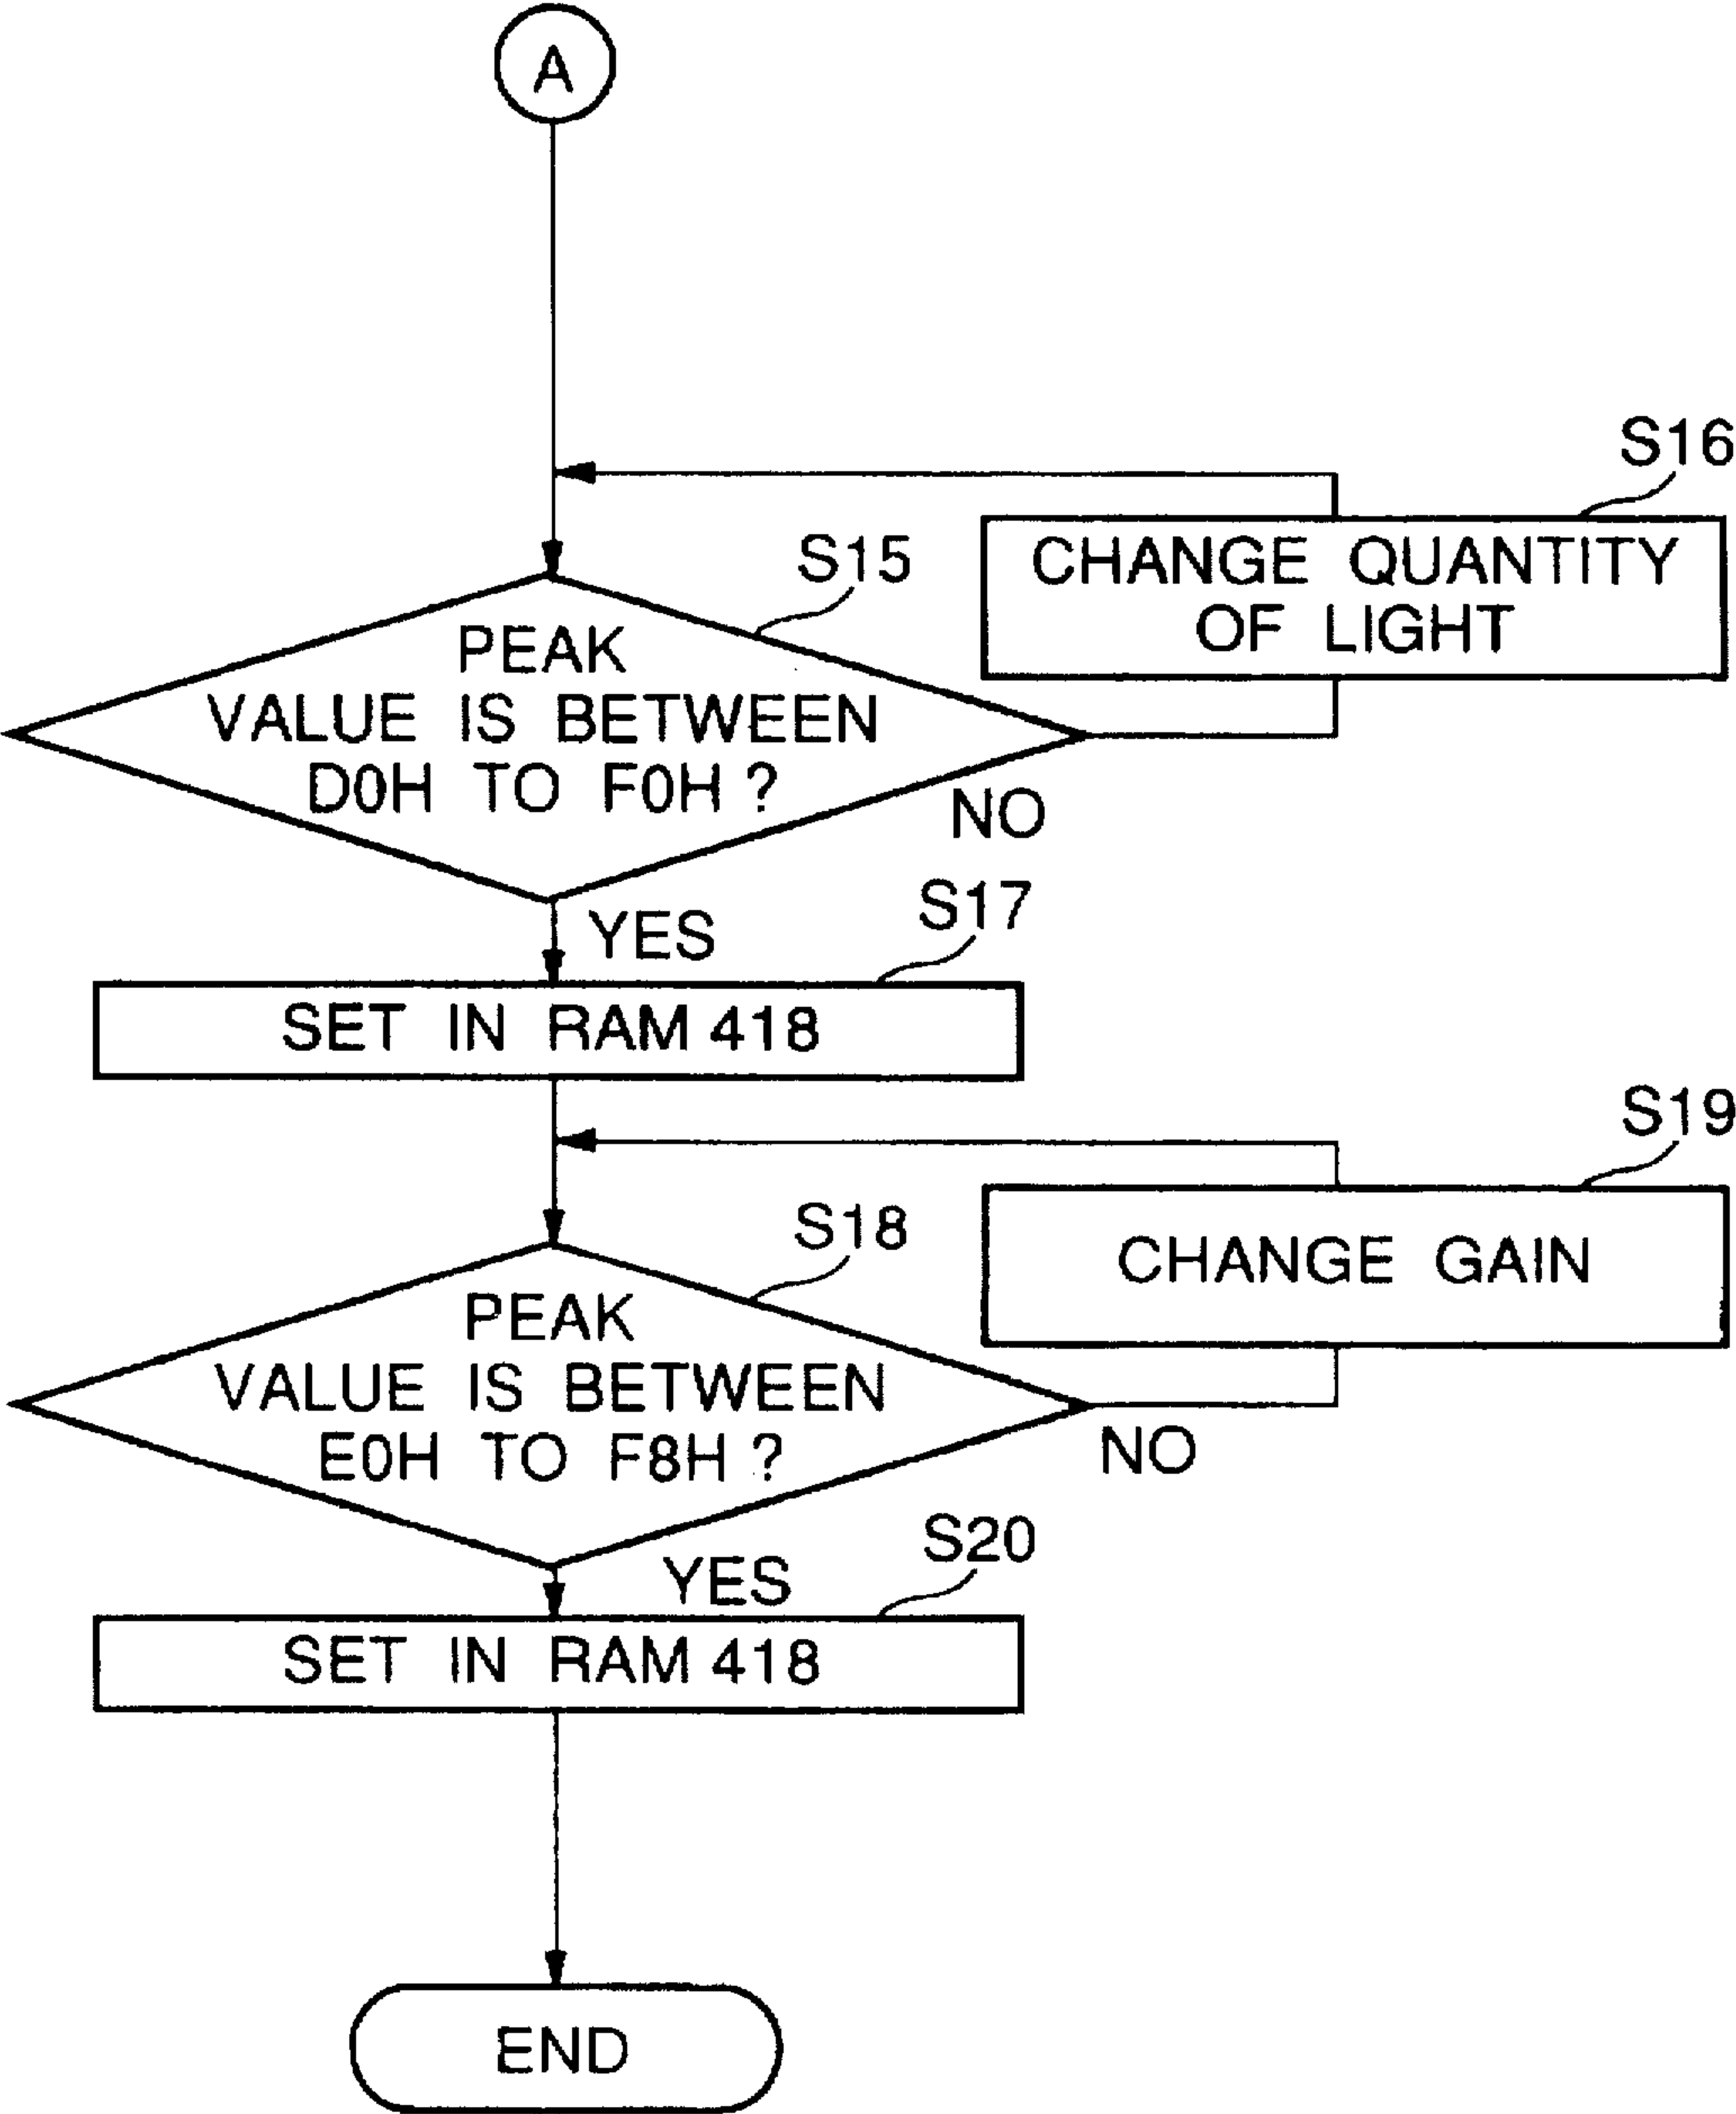 A
S16
CHANGE QUANTITY
OF LIGHT
S15
PEAK
VALUE IS BETWEEN
D0H TO F0H ?
NO
YES
S17
SET IN RAM 418
S19
CHANGE GAIN
S18
PEAK
VALUE IS BETWEEN
E0H TO F8H ?
NO
YES
S20
SET IN RAM 418
END